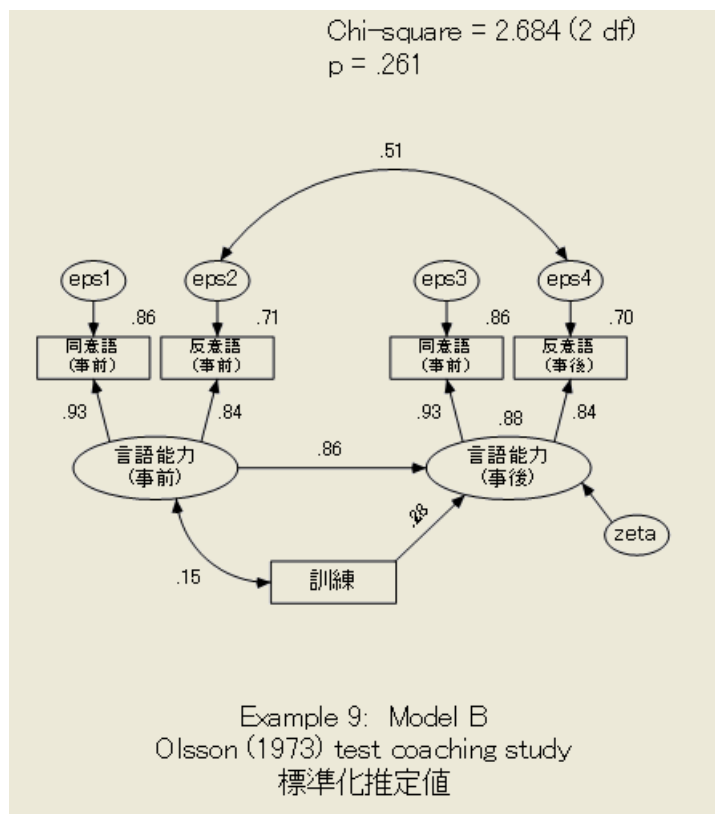 Chi-square = 2.684 (2 df)
p = .261
.51
eps1
eps2
eps3
eps4
.86
.71
.86
.70
同意語
(事前)
反意語
(事前)
同意語
(事前)
反意語
(事後)
.93
.84
.93
.88
.84
言語能力
(事前)
.86
言語能力
(事後)
zeta
.15
訓練
Example 9: Model B
Olsson (1973) test coaching study
標準化推定値